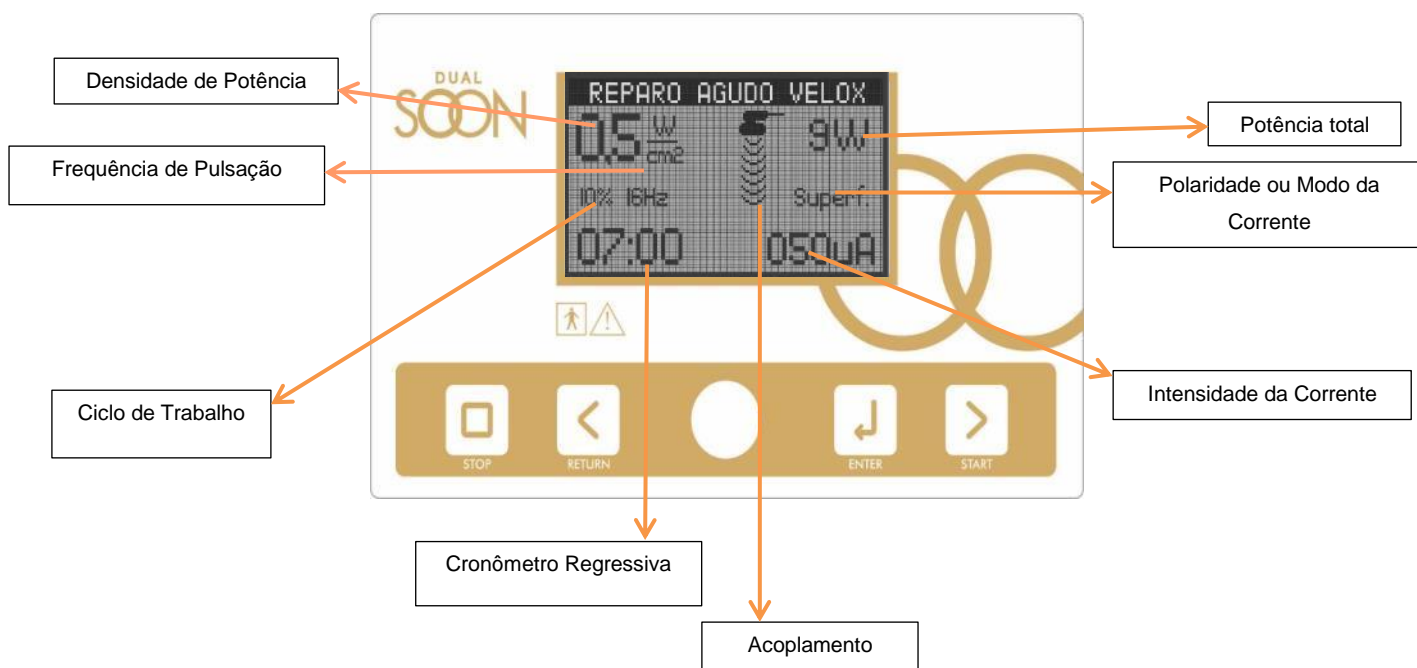 Densidade de Potência
DUAL
SOON
REPARO AGUDO VELOX
0,5 W/cm2
9W
Potência total
Frequência de Pulsação
Polaridade ou Modo da
Corrente
10% 16Hz
Superf.
07:00
050uA
Ciclo de Trabalho
Intensidade da Corrente
STOP
RETURN
ENTER
START
Cronômetro Regressiva
Acoplamento